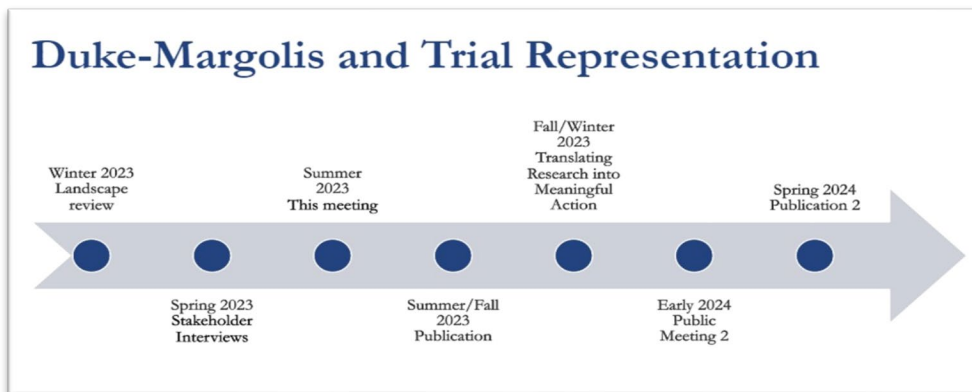 Duke-Margolis and Trial Representation
Winter 2023
Landscape
review
Spring 2023
Stakeholder
Interviews
Summer
2023
This meeting
Summer/Fall
2023
Publication
Fall/Winter
2023
Translating
Research into
Meaningful
Action
Early 2024
Public
Meeting 2
Spring 2024
Publication 2